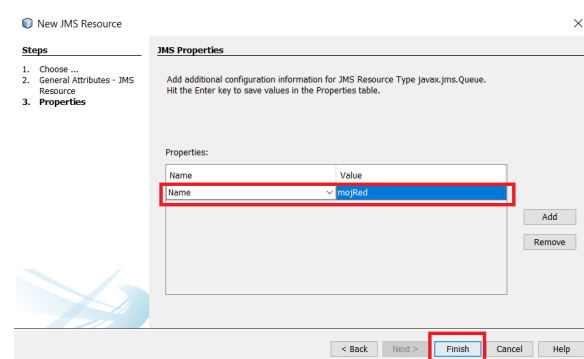 New JMS Resource
Steps
1. Choose ...
2. General Attributes - JMS
Resource
3. Properties
JMS Properties
Add additional configuration information for JMS Resource Type javax.jms.Queue.
Hit the Enter key to save values in the Properties table.
Properties:
Name Value
Name mojRed
Add
Remove
< Back Next > Finish Cancel Help